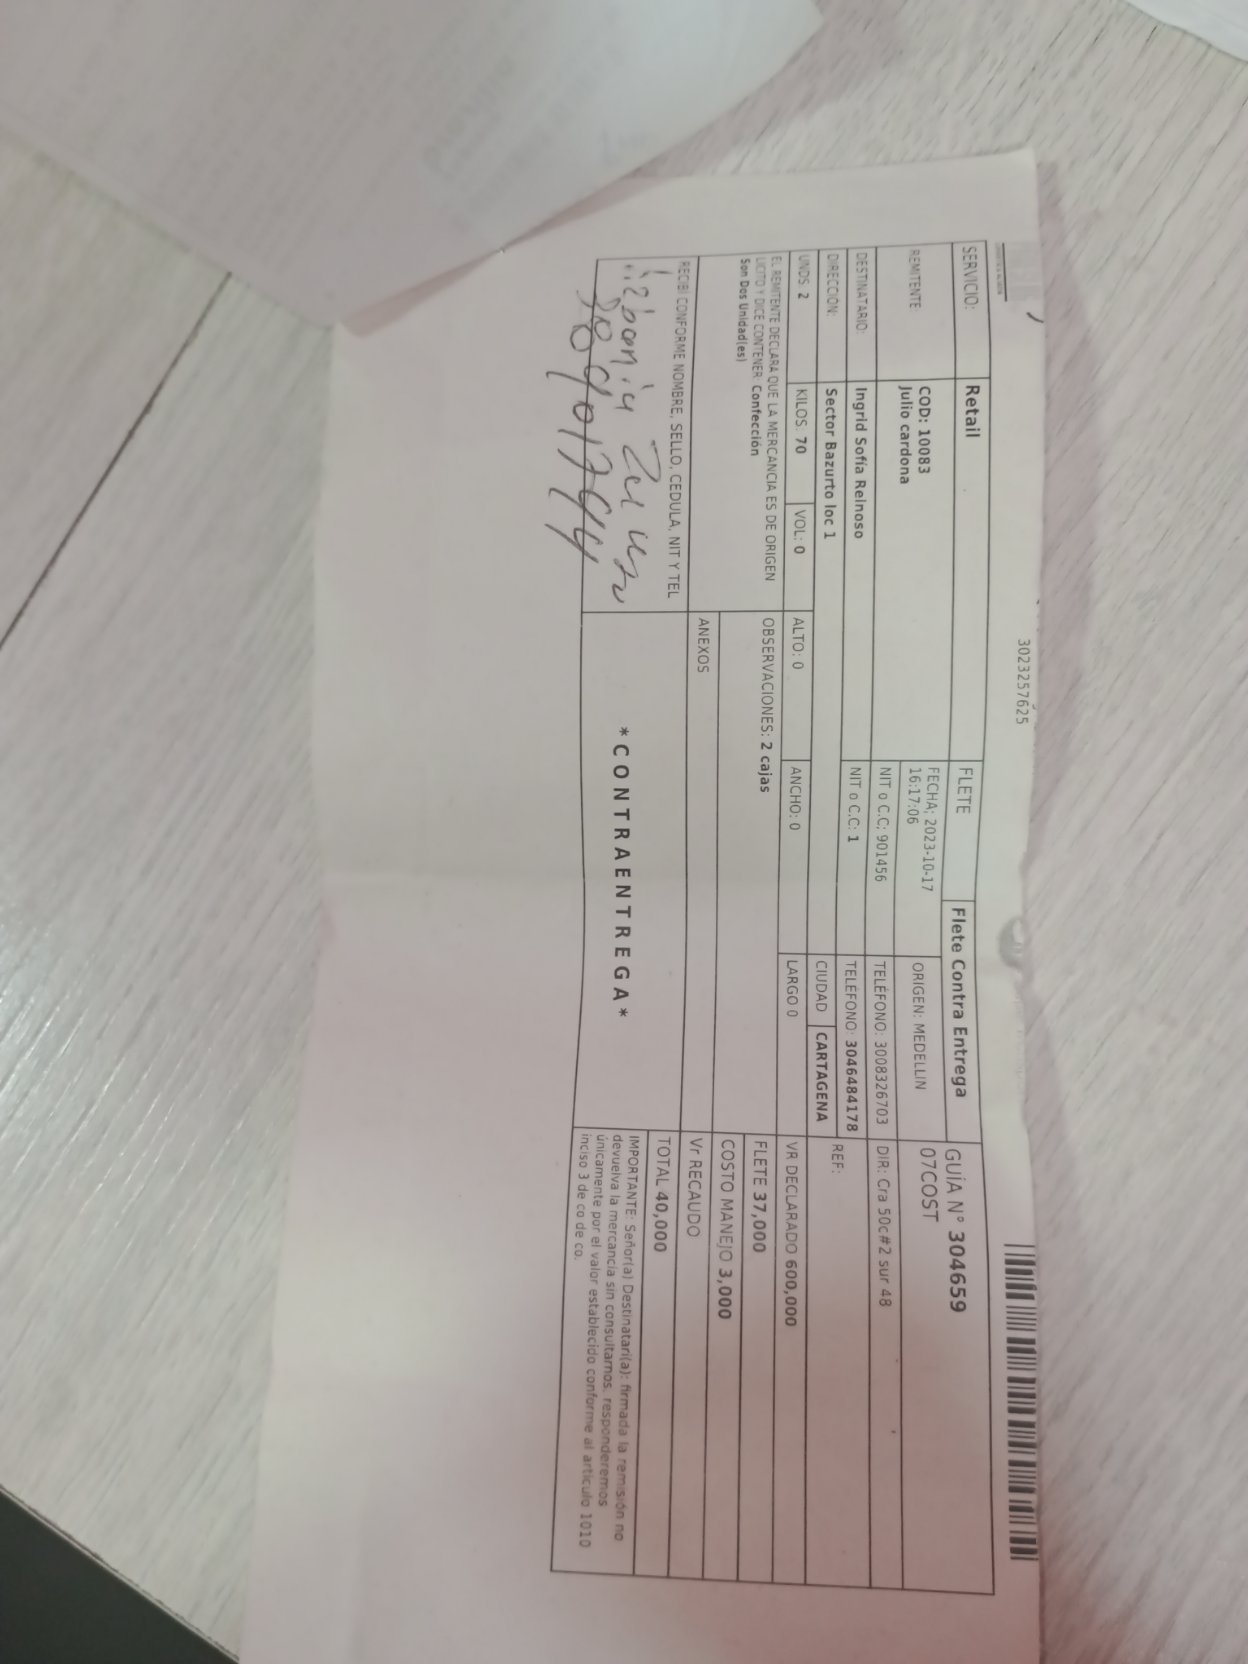 3023257625
SERVICIO: Retail FLETE Flete Contra Entrega GUÍA N° 304659
07COST
REMITENTE COD: 10083
Julio cardona
FECHA: 2023-10-17
16:17:06
ORIGEN: MEDELLIN
NIT o C.C: 901456 TELÉFONO: 3008326703 DIR: Cra 50c#2 sur 48
DESTINATARIO: Ingrid Sofía Reinoso NIT o C.C: 1 TELÉFONO: 3046484178 REF:
DIRECCIÓN: Sector Bazurto loc 1 CIUDAD CARTAGENA
UNDS: 2 KILOS: 70 VOL: 0 ALTO: 0 ANCHO: 0 LARGO 0 VR DECLARADO 600,000
EL REMITENTE DECLARA QUE LA MERCANCIA ES DE ORIGEN
LICITO Y DICE CONTENER: Confección
Son Dos Unidad(es)
OBSERVACIONES: 2 cajas
FLETE 37,000
COSTO MANEJO 3,000
RECIBI CONFORME NOMBRE, SELLO, CEDULA, NIT Y TEL
ANEXOS
Vr RECAUDO
TOTAL 40,000
*CONTRAENTREGA*
IMPORTANTE: Señor(a) Destinatari(a): firmada la remisión no
devuelva la mercancia sin consultarnos. responderemos
únicamente por el valor establecido conforme al articulo 1010
inciso 3 de co de co.